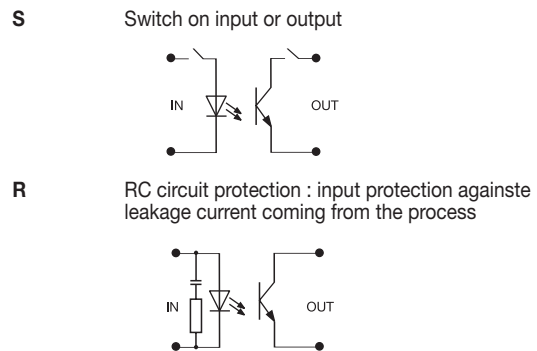 S Switch on input or output
IN OUT
R RC circuit protection : input protection againste
leakage current coming from the process
IN OUT